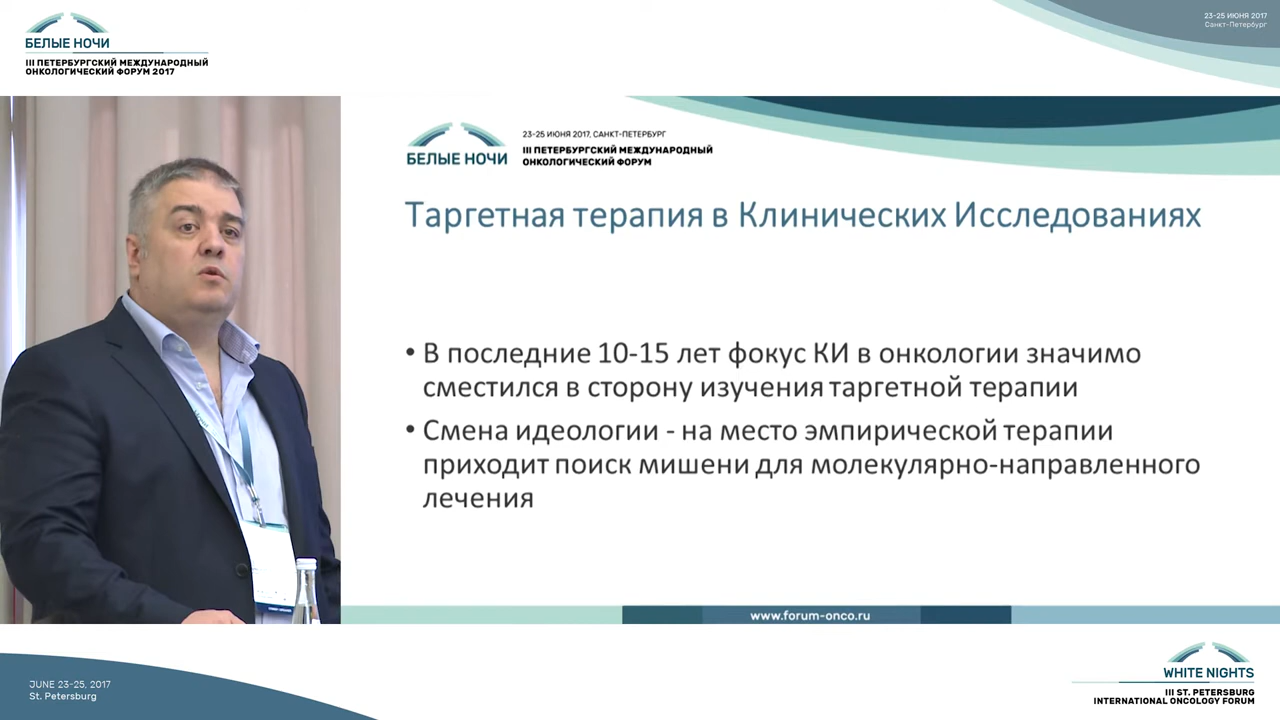 БЕЛЫЕ НОЧИ
III ПЕТЕРБУРГСКИЙ МЕЖДУНАРОДНЫЙ
ОНКОЛОГИЧЕСКИЙ ФОРУМ 2017
23-25 ИЮНЯ 2017
Санкт-Петербург
БЕЛЫЕ НОЧИ
23-25 ИЮНЯ 2017, САНКТ-ПЕТЕРБУРГ
III ПЕТЕРБУРГСКИЙ МЕЖДУНАРОДНЫЙ
ОНКОЛОГИЧЕСКИЙ ФОРУМ
Таргетная терапия в Клинических Исследованиях
• В последние 10-15 лет фокус КИ в онкологии значимо
сместился в сторону изучения таргетной терапии
• Смена идеологии - на место эмпирической терапии
приходит поиск мишени для молекулярно-направленного
лечения
www.forum-onco.ru
JUNE 23-25, 2017
St. Petersburg
WHITE NIGHTS
III ST. PETERSBURG
INTERNATIONAL ONCOLOGY FORUM